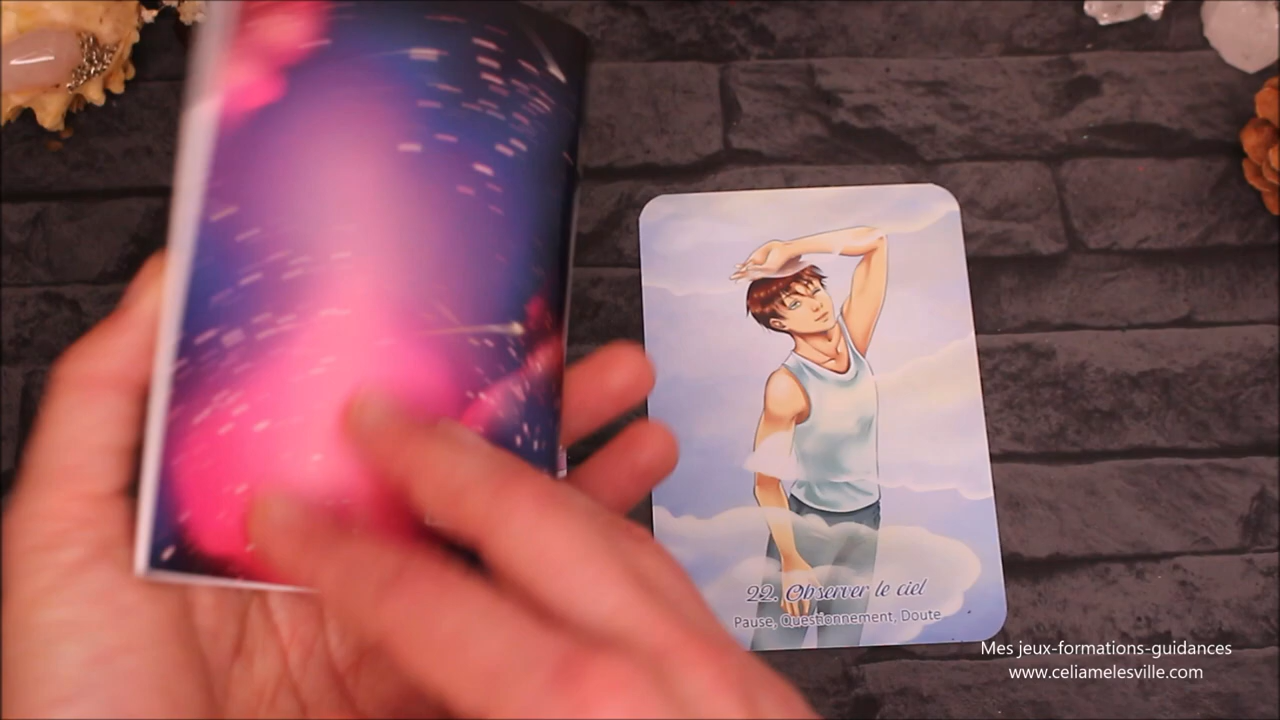 22. Observer le ciel
Pause, Questionnement, Doute
Mes jeux-formations-guidances
www.celiamelesville.com